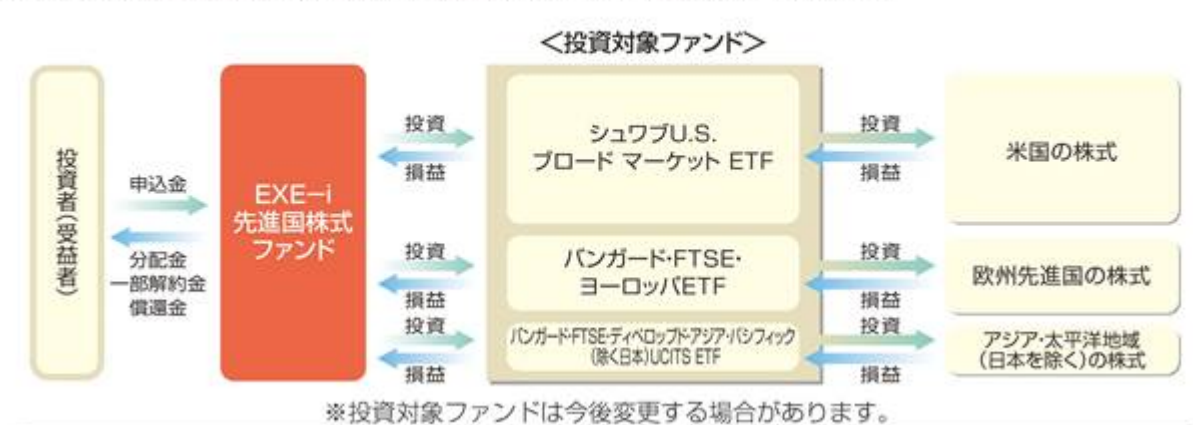 <投資対象ファンド>
投資者(受益者)
申込金
分配金
一部解約金
償還金
EXE-i
先進国株式
ファンド
投資
損益
シュワブU.S.
ブロード マーケット ETF
投資
損益
米国の株式
投資
損益
バンガード・FTSE・
ヨーロッパETF
投資
損益
欧州先進国の株式
投資
損益
バンガード・FTSE・ディベロップド・アジア・パシフィック
(除く日本)UCITS ETF
投資
損益
アジア・太平洋地域
(日本を除く)の株式
※投資対象ファンドは今後変更する場合があります。